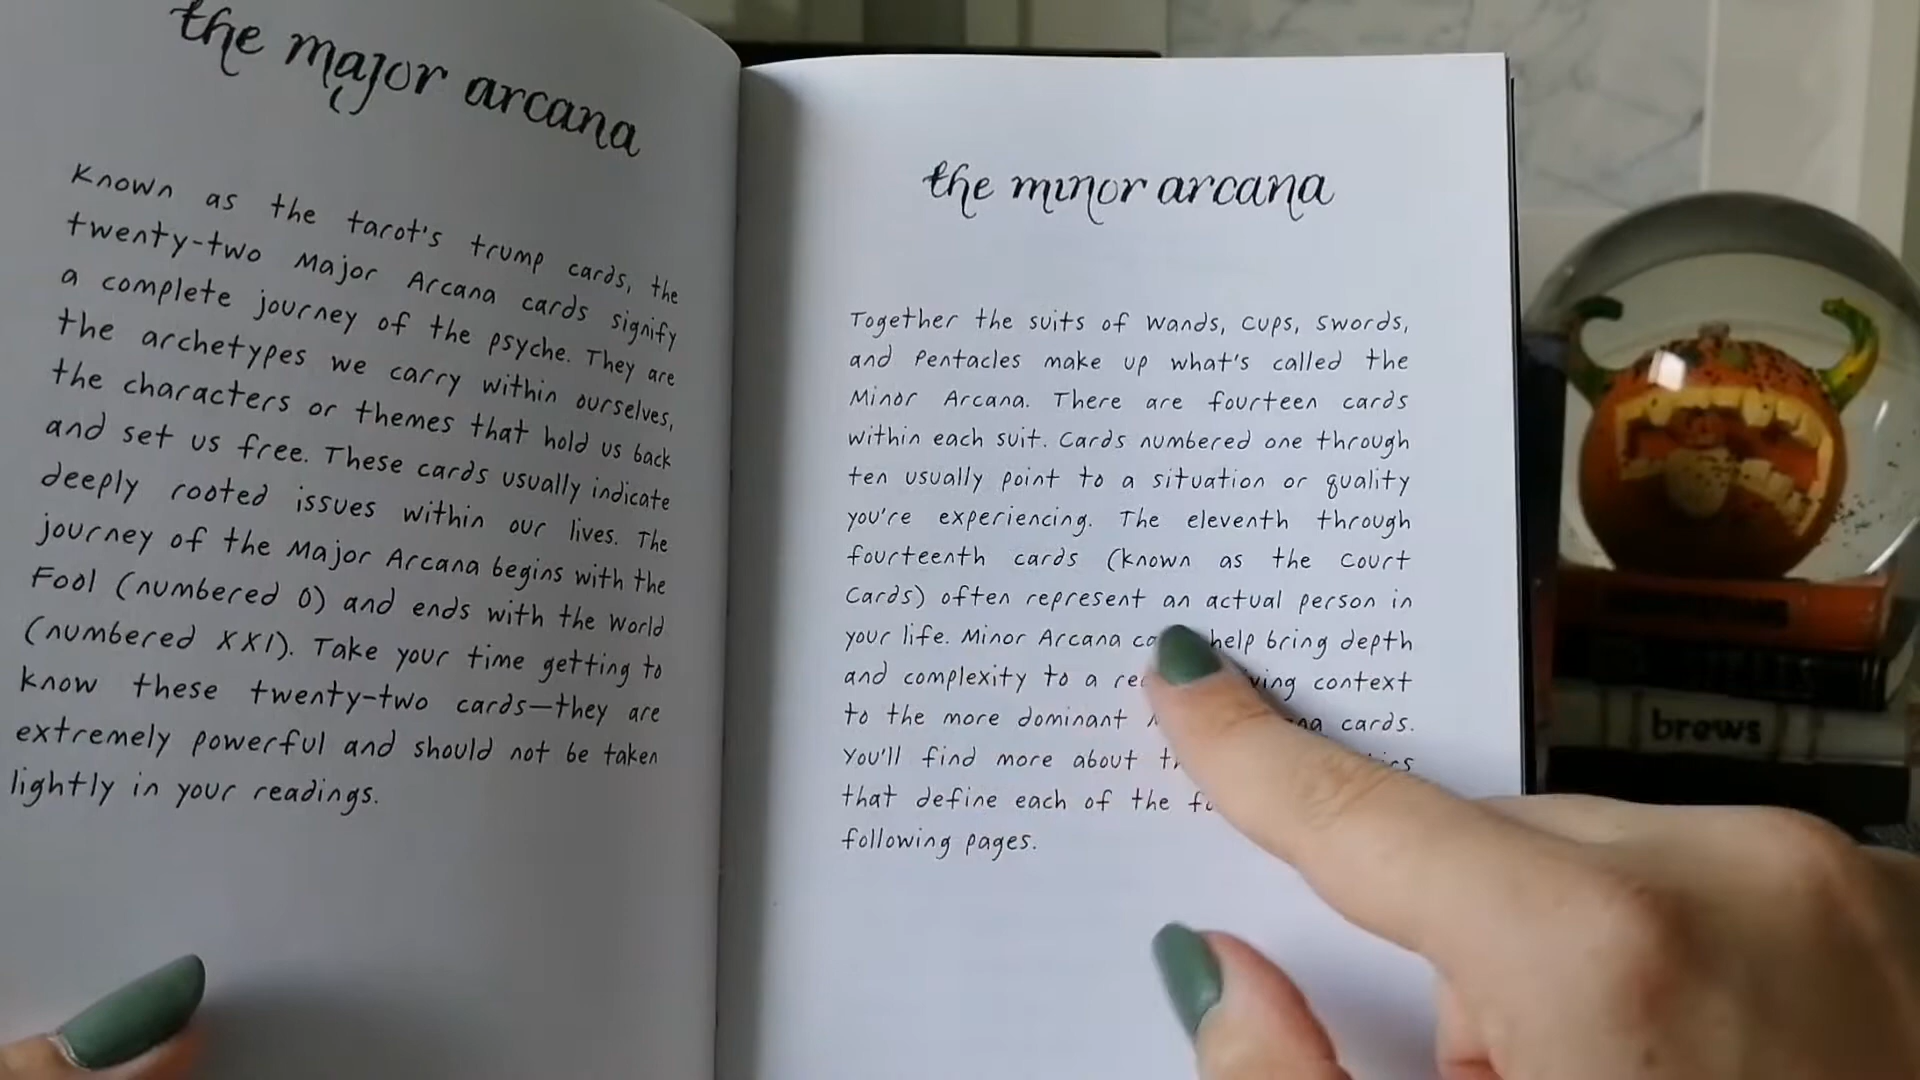 the major arcana
Known as the tarot's trump cards, the
twenty-two Major Arcana cards signify
a complete journey of the psyche. They are
the archetypes we carry within ourselves,
the characters or themes that hold us back
and set us free. These cards usually indicate
deeply rooted issues within our lives. The
journey of the Major Arcana begins with the
Fool (numbered 0) and ends with the World
(numbered XXI). Take your time getting to
know these twenty-two cards—they are
extremely powerful and should not be taken
lightly in your readings.
the minor arcana
Together the suits of Wands, Cups, Swords,
and Pentacles make up what's called the
Minor Arcana. There are fourteen cards
within each suit. Cards numbered one through
ten usually point to a situation or quality
you're experiencing. The eleventh through
fourteenth cards (known as the Court
Cards) often represent an actual person in
your life. Minor Arcana help bring depth
and complexity to a context
to the more dominant cards.
You'll find more about
that define each of the
following pages.
brews